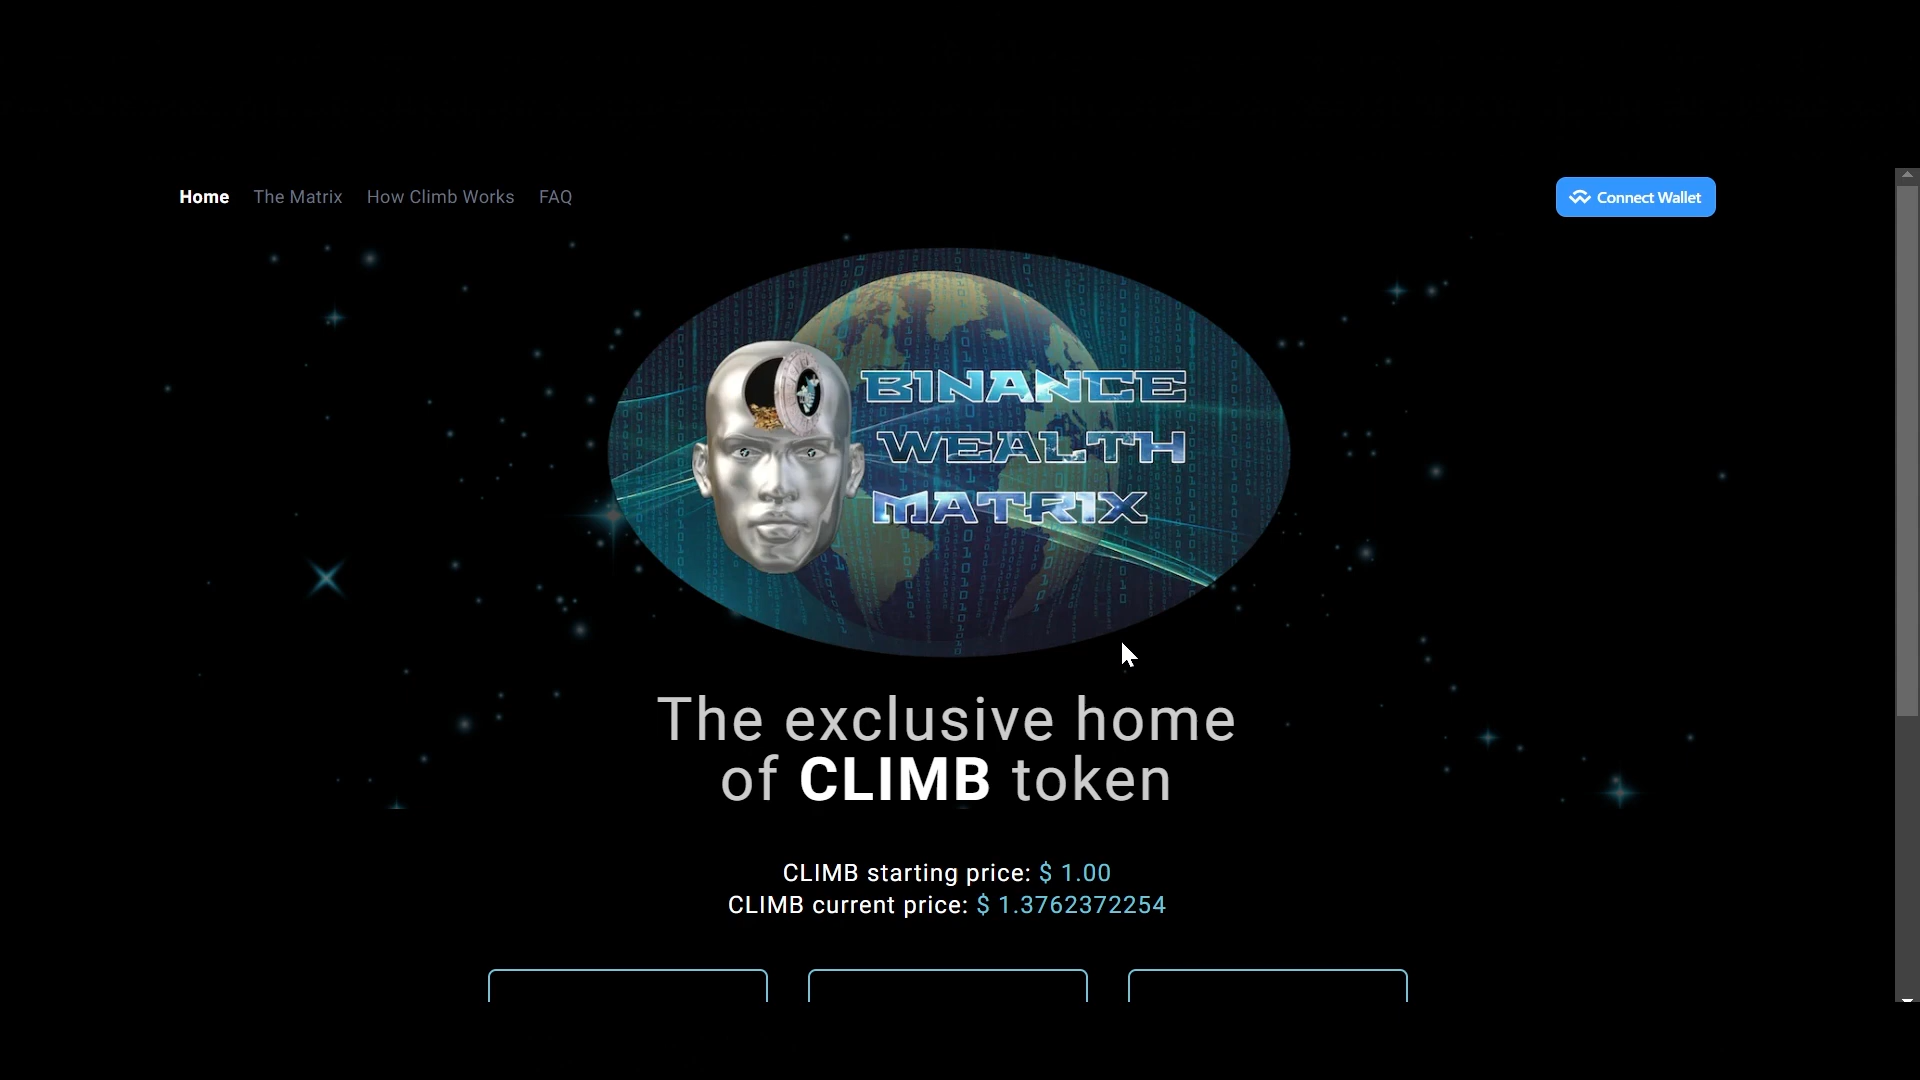 Home The Matrix How Climb Works FAQ Connect Wallet
BINANCE
WEALTH
MATRIX
The exclusive home
of CLIMB token
CLIMB starting price: $ 1.00
CLIMB current price: $ 1.3762372254